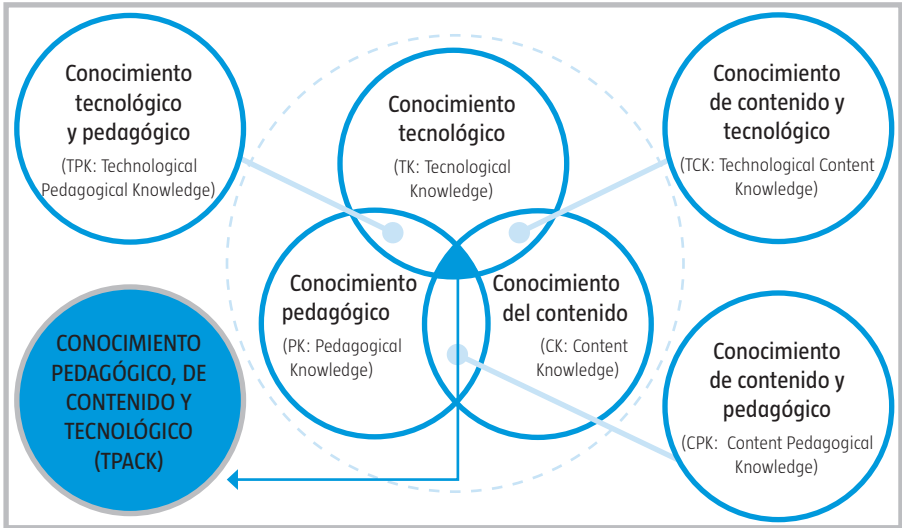 Conocimiento
tecnológico
y pedagógico
(TPK: Technological
Pedagogical Knowledge)
Conocimiento
tecnológico
(TK: Tecnological
Knowledge)
Conocimiento
de contenido y
tecnológico
(TCK: Technological Content
Knowledge)
Conocimiento
pedagógico
(PK: Pedagogical
Knowledge)
Conocimiento
del contenido
(CK: Content
Knowledge)
CONOCIMIENTO
PEDAGÓGICO, DE
CONTENIDO Y
TECNOLÓGICO
(TPACK)
Conocimiento
de contenido y
pedagógico
(CPK: Content Pedagogical
Knowledge)